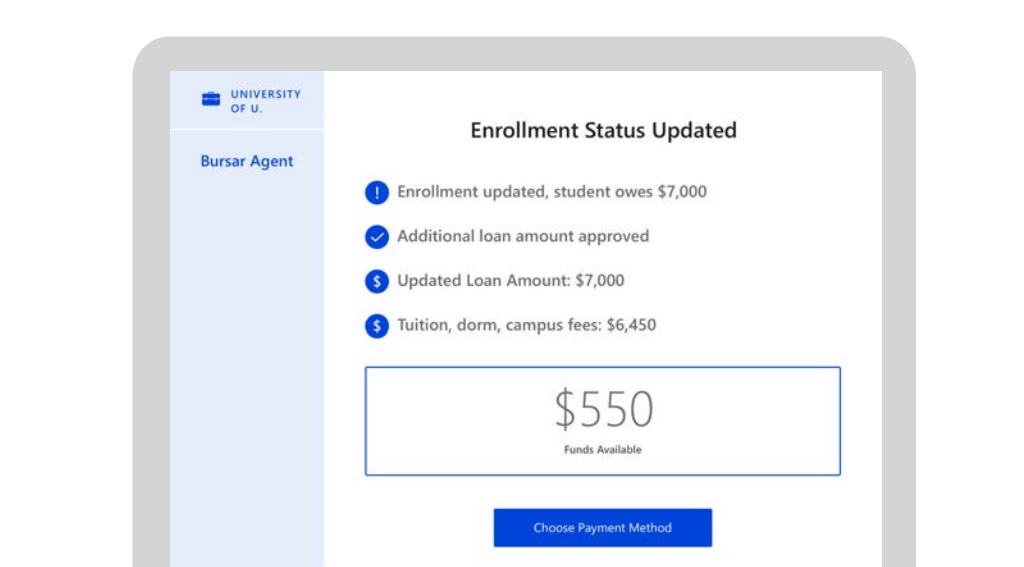 UNIVERSITY
OF U.
Bursar Agent
Enrollment Status Updated
Enrollment updated, student owes $7,000
Additional loan amount approved
Updated Loan Amount: $7,000
Tuition, dorm, campus fees: $6,450
$550
Funds Available
Choose Payment Method